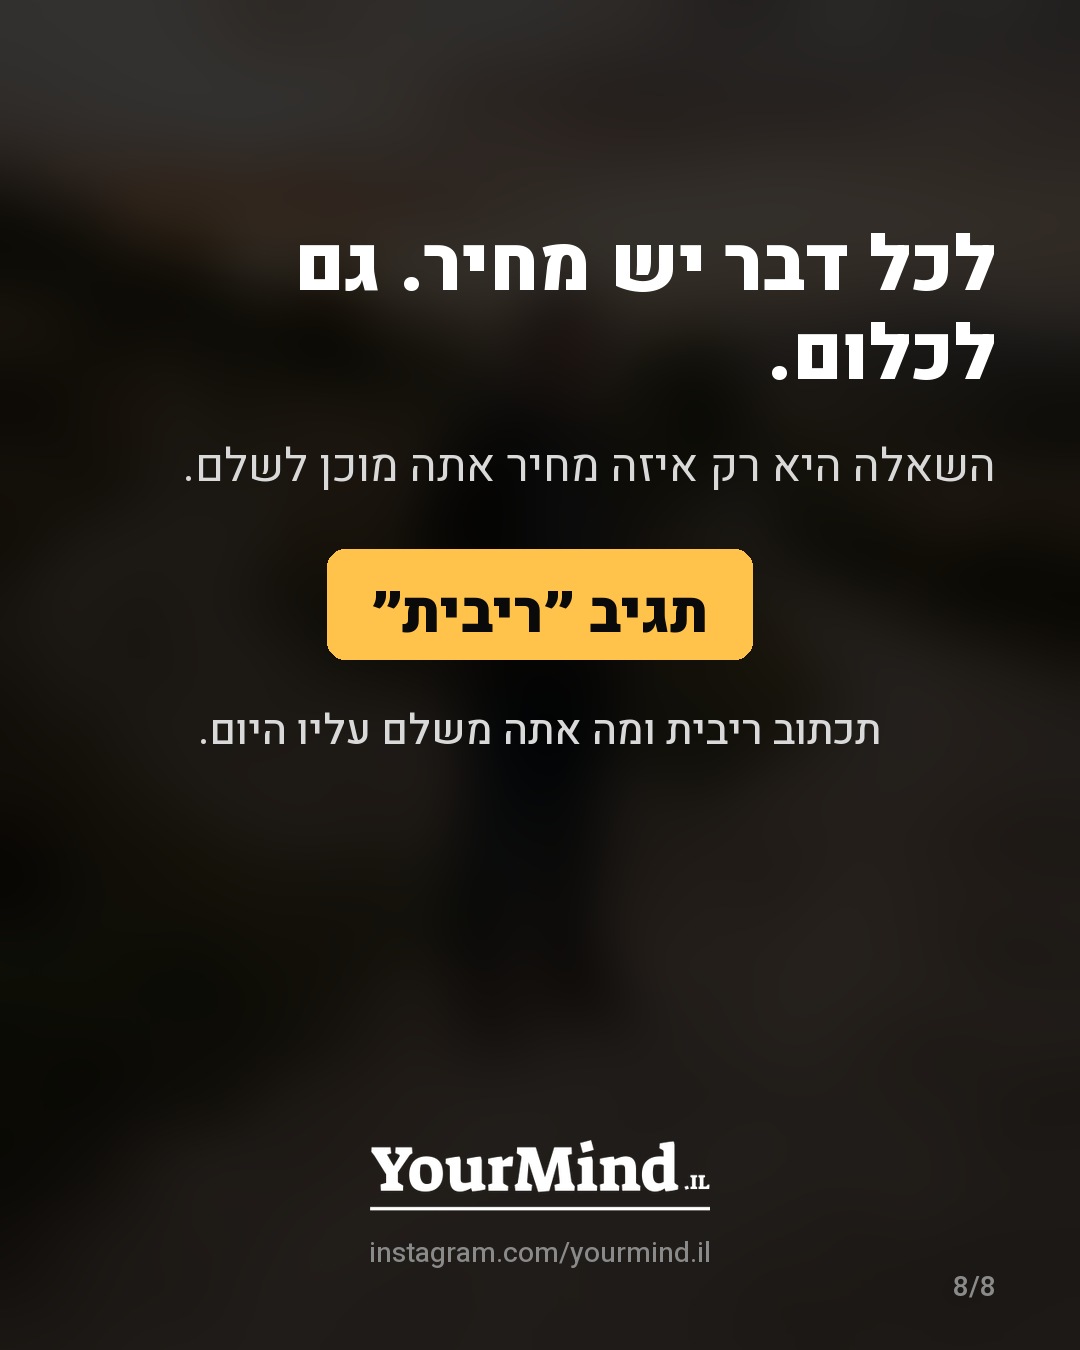 לכל דבר יש מחיר. גם
לכלום.
השאלה היא רק איזה מחיר אתה מוכן לשלם.
תגיב ״ריבית״
תכתוב ריבית ומה אתה משלם עליו היום.
YourMind.IL
instagram.com/yourmind.il
8/8